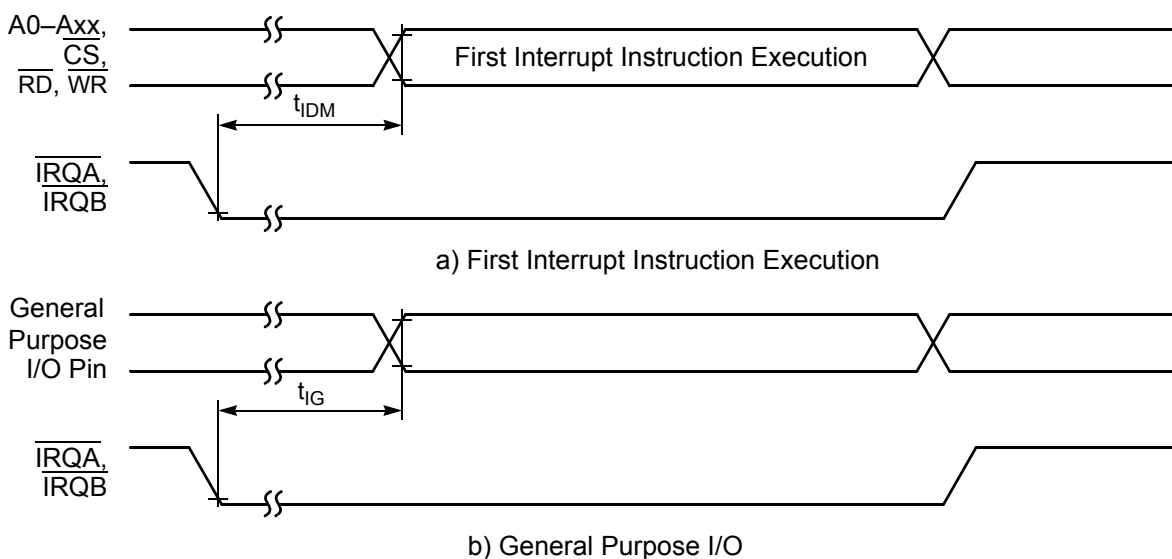 A0–Axx,
CS,
RD, WR
First Interrupt Instruction Execution
tIDM
IRQA,
IRQB
a) First Interrupt Instruction Execution
General
Purpose
I/O Pin
tIG
IRQA,
IRQB
b) General Purpose I/O